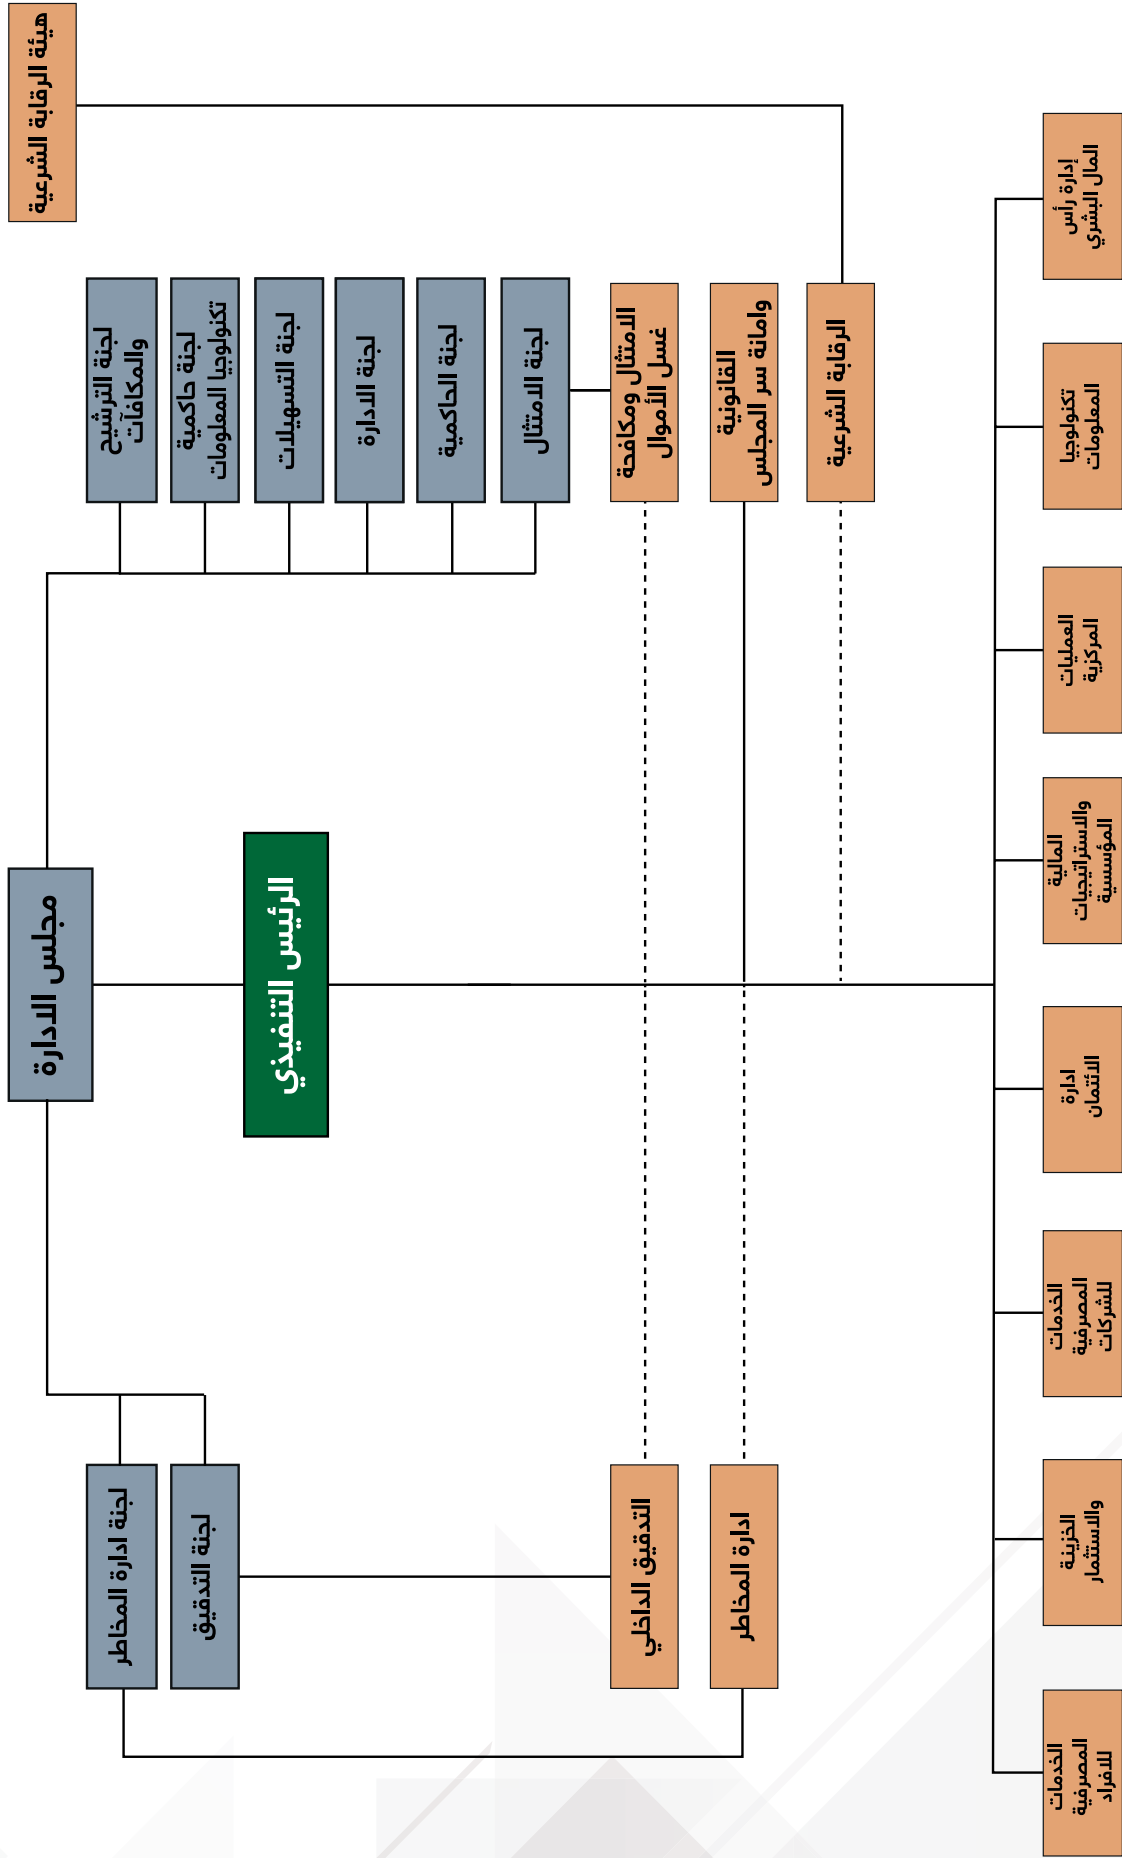 هيئة الرقابة الشرعية
مجلس الادارة
الرئيس التنفيذي
لجنة الترشيح
والمكافآت
لجنة حاكمية
تكنولوجيا المعلومات
لجنة التسهيلات
لجنة الادارة
لجنة الحاكمية
لجنة الامتثال
لجنة ادارة المخاطر
لجنة التدقيق
الامتثال ومكافحة
غسل الأموال
القانونية
وامانة سر المجلس
الرقابة الشرعية
التدقيق الداخلي
ادارة المخاطر
إدارة رأس
المال البشري
تكنولوجيا
المعلومات
العمليات
المركزية
المالية
والاستراتيجيات
المؤسسية
ادارة
الائتمان
الخدمات
المصرفية
للشركات
الخزينة
والاستثمار
الخدمات
المصرفية
للافراد